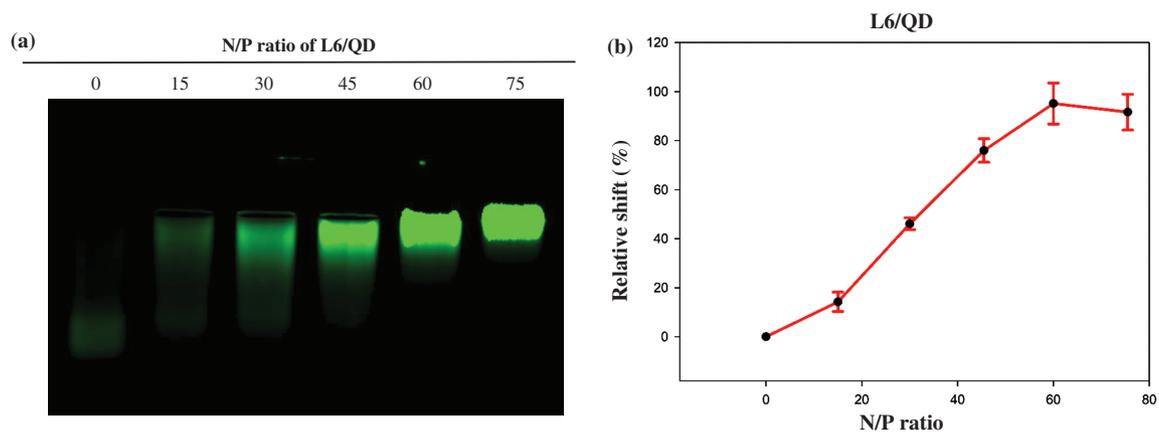 (a)
N/P ratio of L6/QD
0 15 30 45 60 75
(b)
L6/QD
Relative shift (%)
120
100
80
60
40
20
0
0 20 40 60 80
N/P ratio